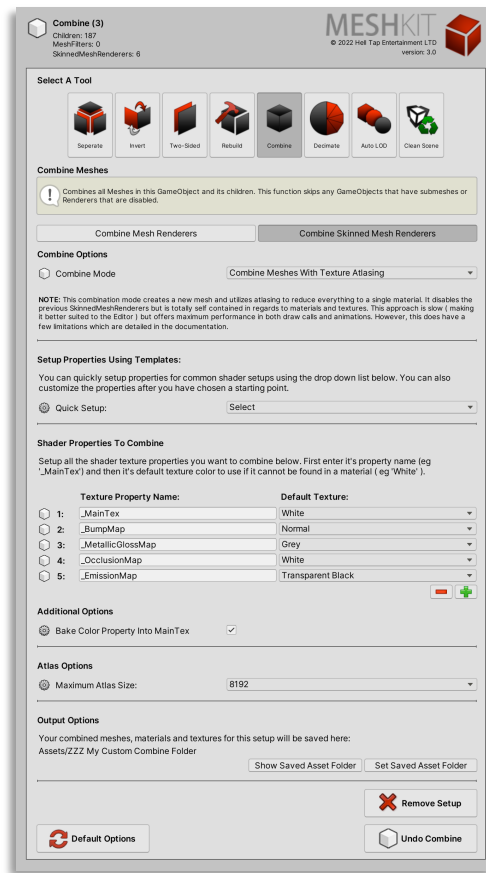 Combine (3)
Children: 187
MeshFilters: 0
SkinnedMeshRenderers: 6
MESHKIT
© 2022 Hell Tap Entertainment LTD
version: 3.0
Select A Tool
Seperate
Invert
Two-Sided
Rebuild
Combine
Decimate
Auto LOD
Clean Scene
Combine Meshes
Combines all Meshes in this GameObject and its children. This function skips any GameObjects that have submeshes or
Renderers that are disabled.
Combine Mesh Renderers
Combine Skinned Mesh Renderers
Combine Options
Combine Mode
Combine Meshes With Texture Atlasing
NOTE: This combination mode creates a new mesh and utilizes atlasing to reduce everything to a single material. It disables the
previous SkinnedMeshRenderers but is totally self contained in regards to materials and textures. This approach is slow ( making
it better suited to the Editor ) but offers maximum performance in both draw calls and animations. However, this does have a
few limitations which are detailed in the documentation.
Setup Properties Using Templates:
You can quickly setup properties for common shader setups using the drop down list below. You can also
customize the properties after you have chosen a starting point.
Quick Setup:
Select
Shader Properties To Combine
Setup all the shader texture properties you want to combine below. First enter it's property name (eg
'_MainTex') and then it's default texture color to use if it cannot be found in a material ( eg 'White' ).
Texture Property Name:
Default Texture:
1: _MainTex White
2: _BumpMap Normal
3: _MetallicGlossMap Grey
4: _OcclusionMap White
5: _EmissionMap Transparent Black
Additional Options
Bake Color Property Into MainTex
Atlas Options
Maximum Atlas Size:
8192
Output Options
Your combined meshes, materials and textures for this setup will be saved here:
Assets/ZZZ My Custom Combine Folder
Show Saved Asset Folder
Set Saved Asset Folder
Remove Setup
Default Options
Undo Combine